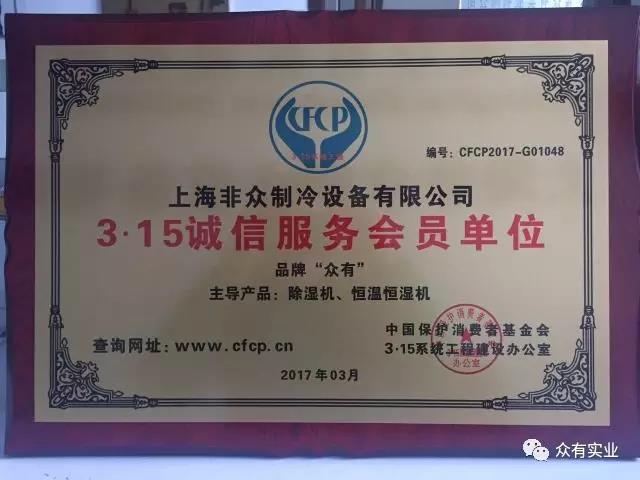 CFCP
编号：CFCP2017-G01048
上海非众制冷设备有限公司
3·15诚信服务会员单位
品牌“众有”
主导产品：除湿机、恒温恒湿机
中国保护消费者基金会
查询网址：www.cfcp.cn
3·15系统工程建设办公室
办公室
2017年03月
众有实业